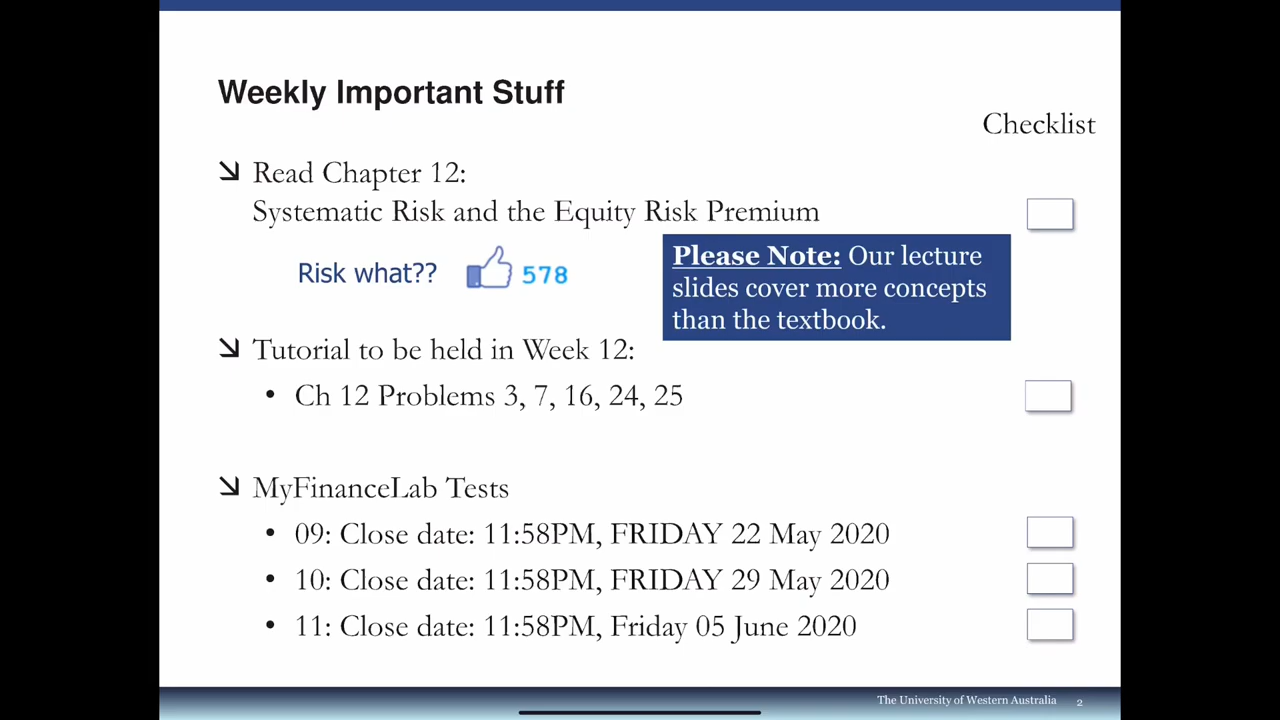 Weekly Important Stuff
Checklist
Read Chapter 12:
Systematic Risk and the Equity Risk Premium
Risk what?? 578
Please Note: Our lecture
slides cover more concepts
than the textbook.
Tutorial to be held in Week 12:
• Ch 12 Problems 3, 7, 16, 24, 25
MyFinanceLab Tests
• 09: Close date: 11:58PM, FRIDAY 22 May 2020
• 10: Close date: 11:58PM, FRIDAY 29 May 2020
• 11: Close date: 11:58PM, Friday 05 June 2020
The University of Western Australia 2